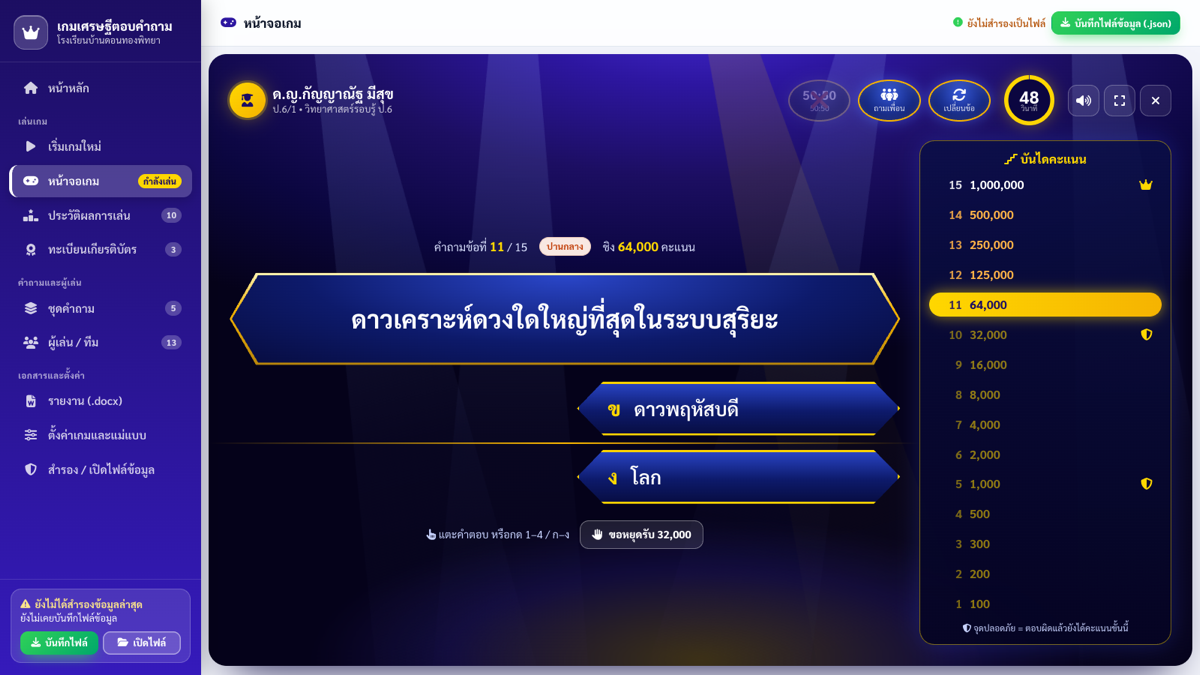 เกมเศรษฐีตอบคำถาม
โรงเรียนบ้านดอนทองพิทยา
หน้าหลัก
เล่นเกม
เริ่มเกมใหม่
หน้าจอเกม กำลังเล่น
ประวัติผลการเล่น 10
ทะเบียนเกียรติบัตร 3
คำถามและผู้เล่น
ชุดคำถาม 5
ผู้เล่น / ทีม 13
เอกสารและตั้งค่า
รายงาน (.docx)
ตั้งค่าเกมและแม่แบบ
สำรอง / เปิดไฟล์ข้อมูล
ยังไม่ได้สำรองข้อมูลล่าสุด
ยังไม่เคยบันทึกไฟล์ข้อมูล
บันทึกไฟล์ เปิดไฟล์
หน้าจอเกม
ยังไม่สำรองเป็นไฟล์ บันทึกไฟล์ข้อมูล (.json)
ด.ญ.กัญญาณัฐ มีสุข
ป.6/1 • วิทยาศาสตร์รอบรู้ ป.6
50:50
50:50
ถามเพื่อน
เปลี่ยนข้อ
48
วินาที
คำถามข้อที่ 11 / 15 ปานกลาง ชิง 64,000 คะแนน
ดาวเคราะห์ดวงใดใหญ่ที่สุดในระบบสุริยะ
ข ดาวพฤหัสบดี
ง โลก
แตะคำตอบ หรือกด 1–4 / ก–ง ขอหยุดรับ 32,000
บันไดคะแนน
15 1,000,000
14 500,000
13 250,000
12 125,000
11 64,000
10 32,000
9 16,000
8 8,000
7 4,000
6 2,000
5 1,000
4 500
3 300
2 200
1 100
จุดปลอดภัย = ตอบผิดแล้วยังได้คะแนนขั้นนี้